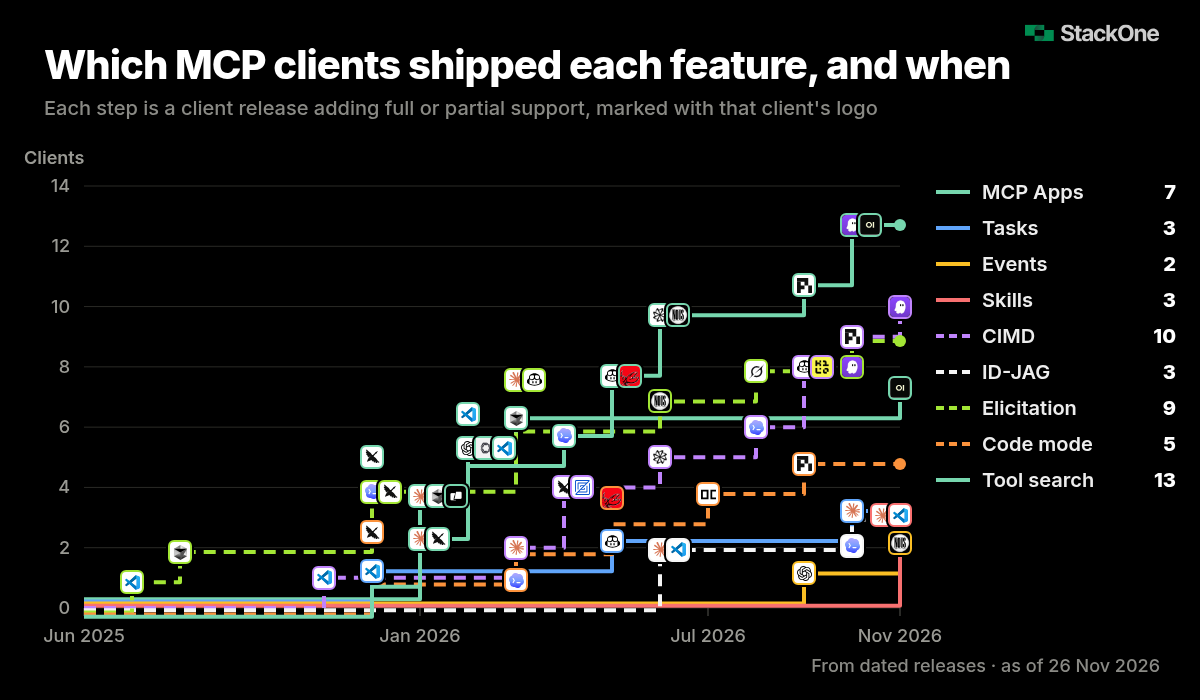 StackOne
Which MCP clients shipped each feature, and when
Each step is a client release adding full or partial support, marked with that client's logo
Clients
14
12
10
8
6
4
2
0
Jun 2025
Jan 2026
Jul 2026
Nov 2026
MCP Apps 7
Tasks 3
Events 2
Skills 3
CIMD 10
ID-JAG 3
Elicitation 9
Code mode 5
Tool search 13
From dated releases · as of 26 Nov 2026